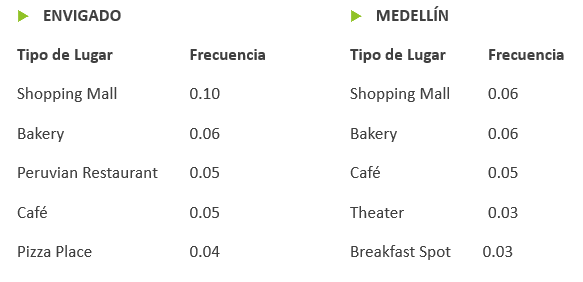 ENVIGADO
Tipo de Lugar Frecuencia
Shopping Mall 0.10
Bakery 0.06
Peruvian Restaurant 0.05
Café 0.05
Pizza Place 0.04
MEDELLÍN
Tipo de Lugar Frecuencia
Shopping Mall 0.06
Bakery 0.06
Café 0.05
Theater 0.03
Breakfast Spot 0.03